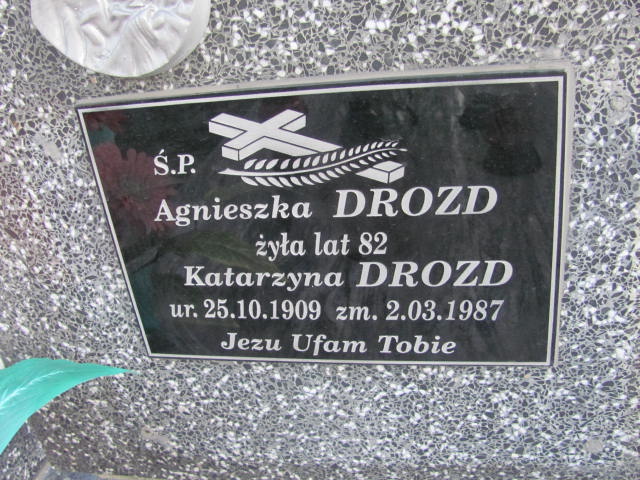 Ś.P.
Agnieszka DROZD
żyła lat 82
Katarzyna DROZD
ur. 25.10.1909 zm. 2.03.1987
Jezu Ufam Tobie